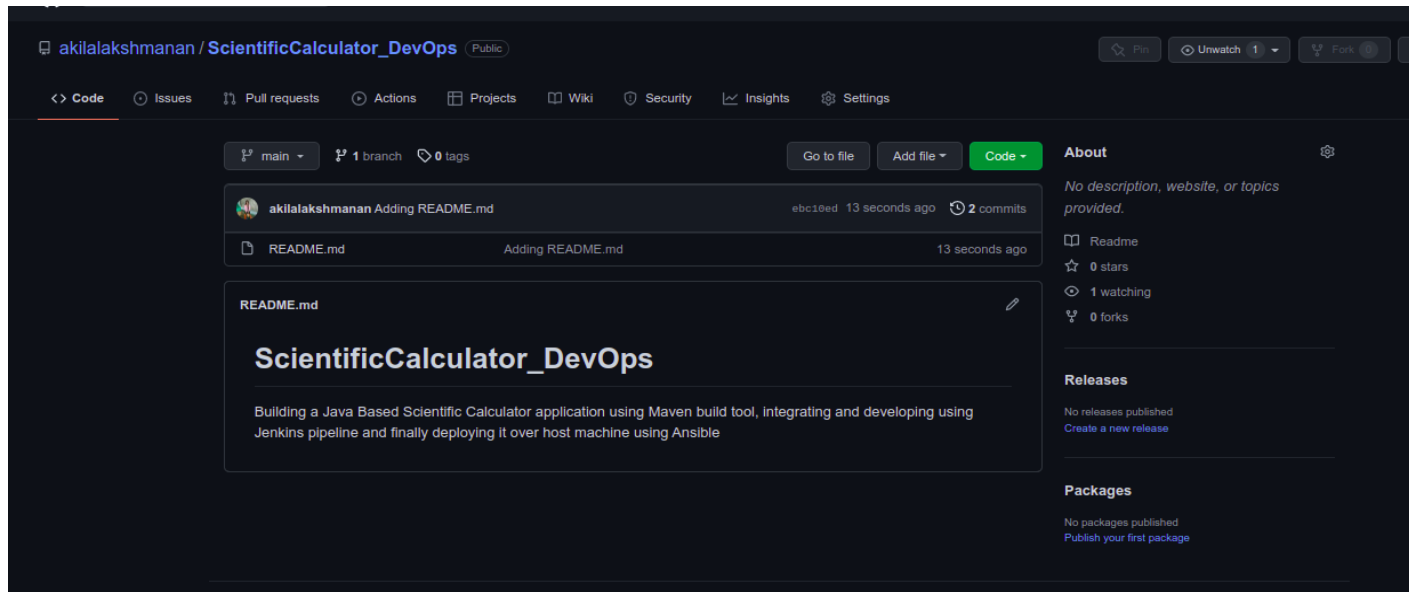 akilalakshmanan / ScientificCalculator_DevOps Public
Pin
Unwatch 1
Fork 0
<> Code
Issues
Pull requests
Actions
Projects
Wiki
Security
Insights
Settings
main
1 branch
0 tags
Go to file
Add file
Code
akilalakshmanan Adding README.md
ebc10ed 13 seconds ago
2 commits
README.md
Adding README.md
13 seconds ago
README.md
ScientificCalculator_DevOps
Building a Java Based Scientific Calculator application using Maven build tool, integrating and developing using
Jenkins pipeline and finally deploying it over host machine using Ansible
About
No description, website, or topics
provided.
Readme
0 stars
1 watching
0 forks
Releases
No releases published
Create a new release
Packages
No packages published
Publish your first package